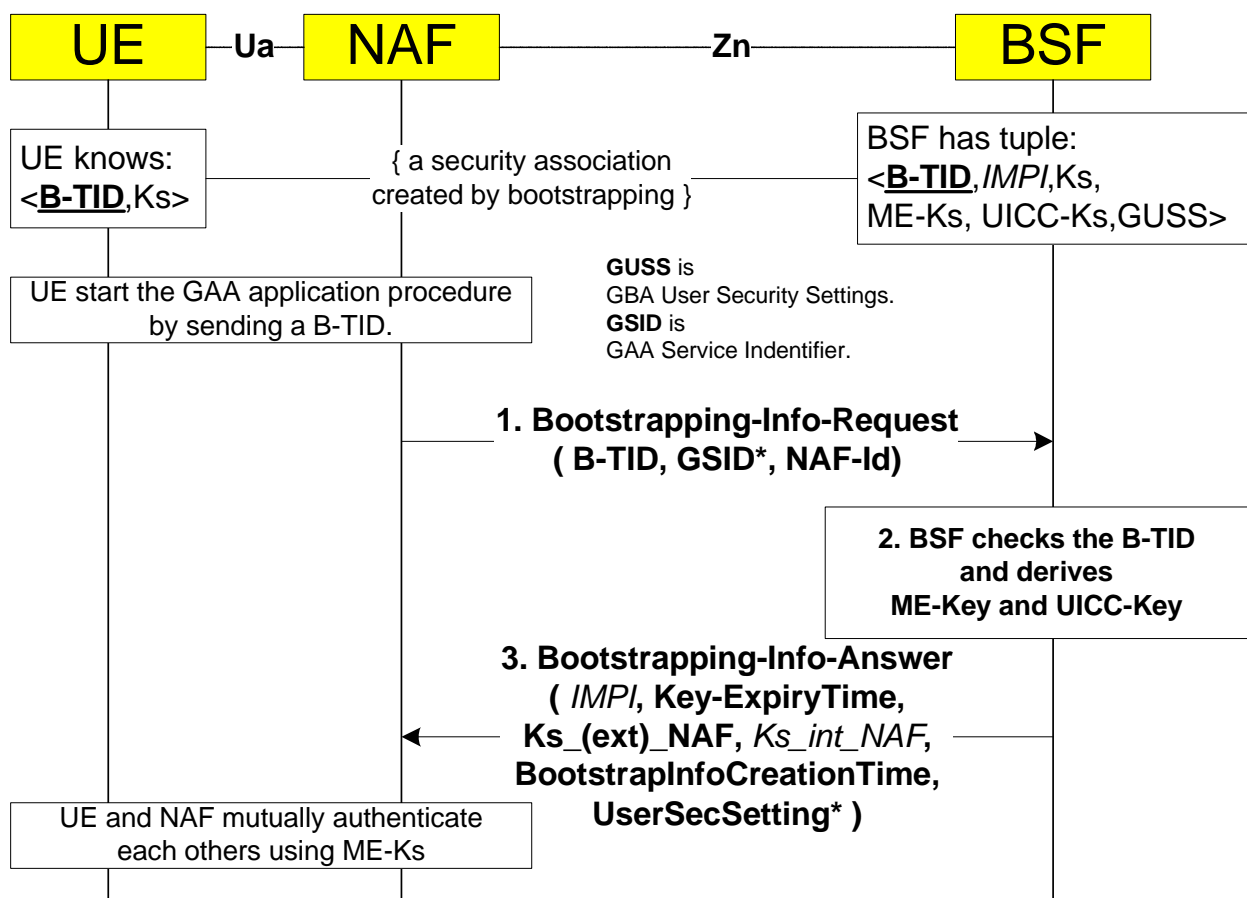 UE
Ua
NAF
Zn
BSF
UE knows:
<B-TID,Ks>
{ a security association
created by bootstrapping }
BSF has tuple:
<B-TID,IMPI,Ks,
ME-Ks, UICC-Ks,GUSS>
UE start the GAA application procedure
by sending a B-TID.
GUSS is
GBA User Security Settings.
GSID is
GAA Service Indentifier.
1. Bootstrapping-Info-Request
( B-TID, GSID*, NAF-Id)
2. BSF checks the B-TID
and derives
ME-Key and UICC-Key
3. Bootstrapping-Info-Answer
( IMPI, Key-ExpiryTime,
Ks_(ext)_NAF, Ks_int_NAF,
BootstrapInfoCreationTime,
UserSecSetting* )
UE and NAF mutually authenticate
each others using ME-Ks